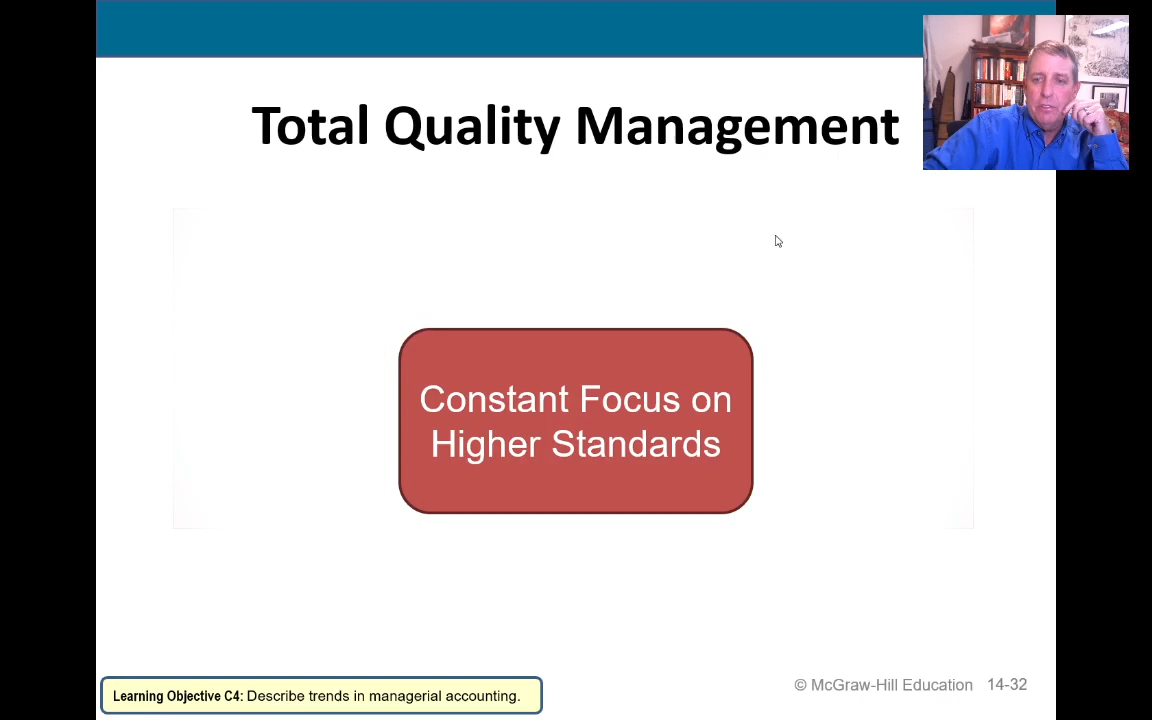 Total Quality Management
Constant Focus on
Higher Standards
Learning Objective C4: Describe trends in managerial accounting.
© McGraw-Hill Education 14-32